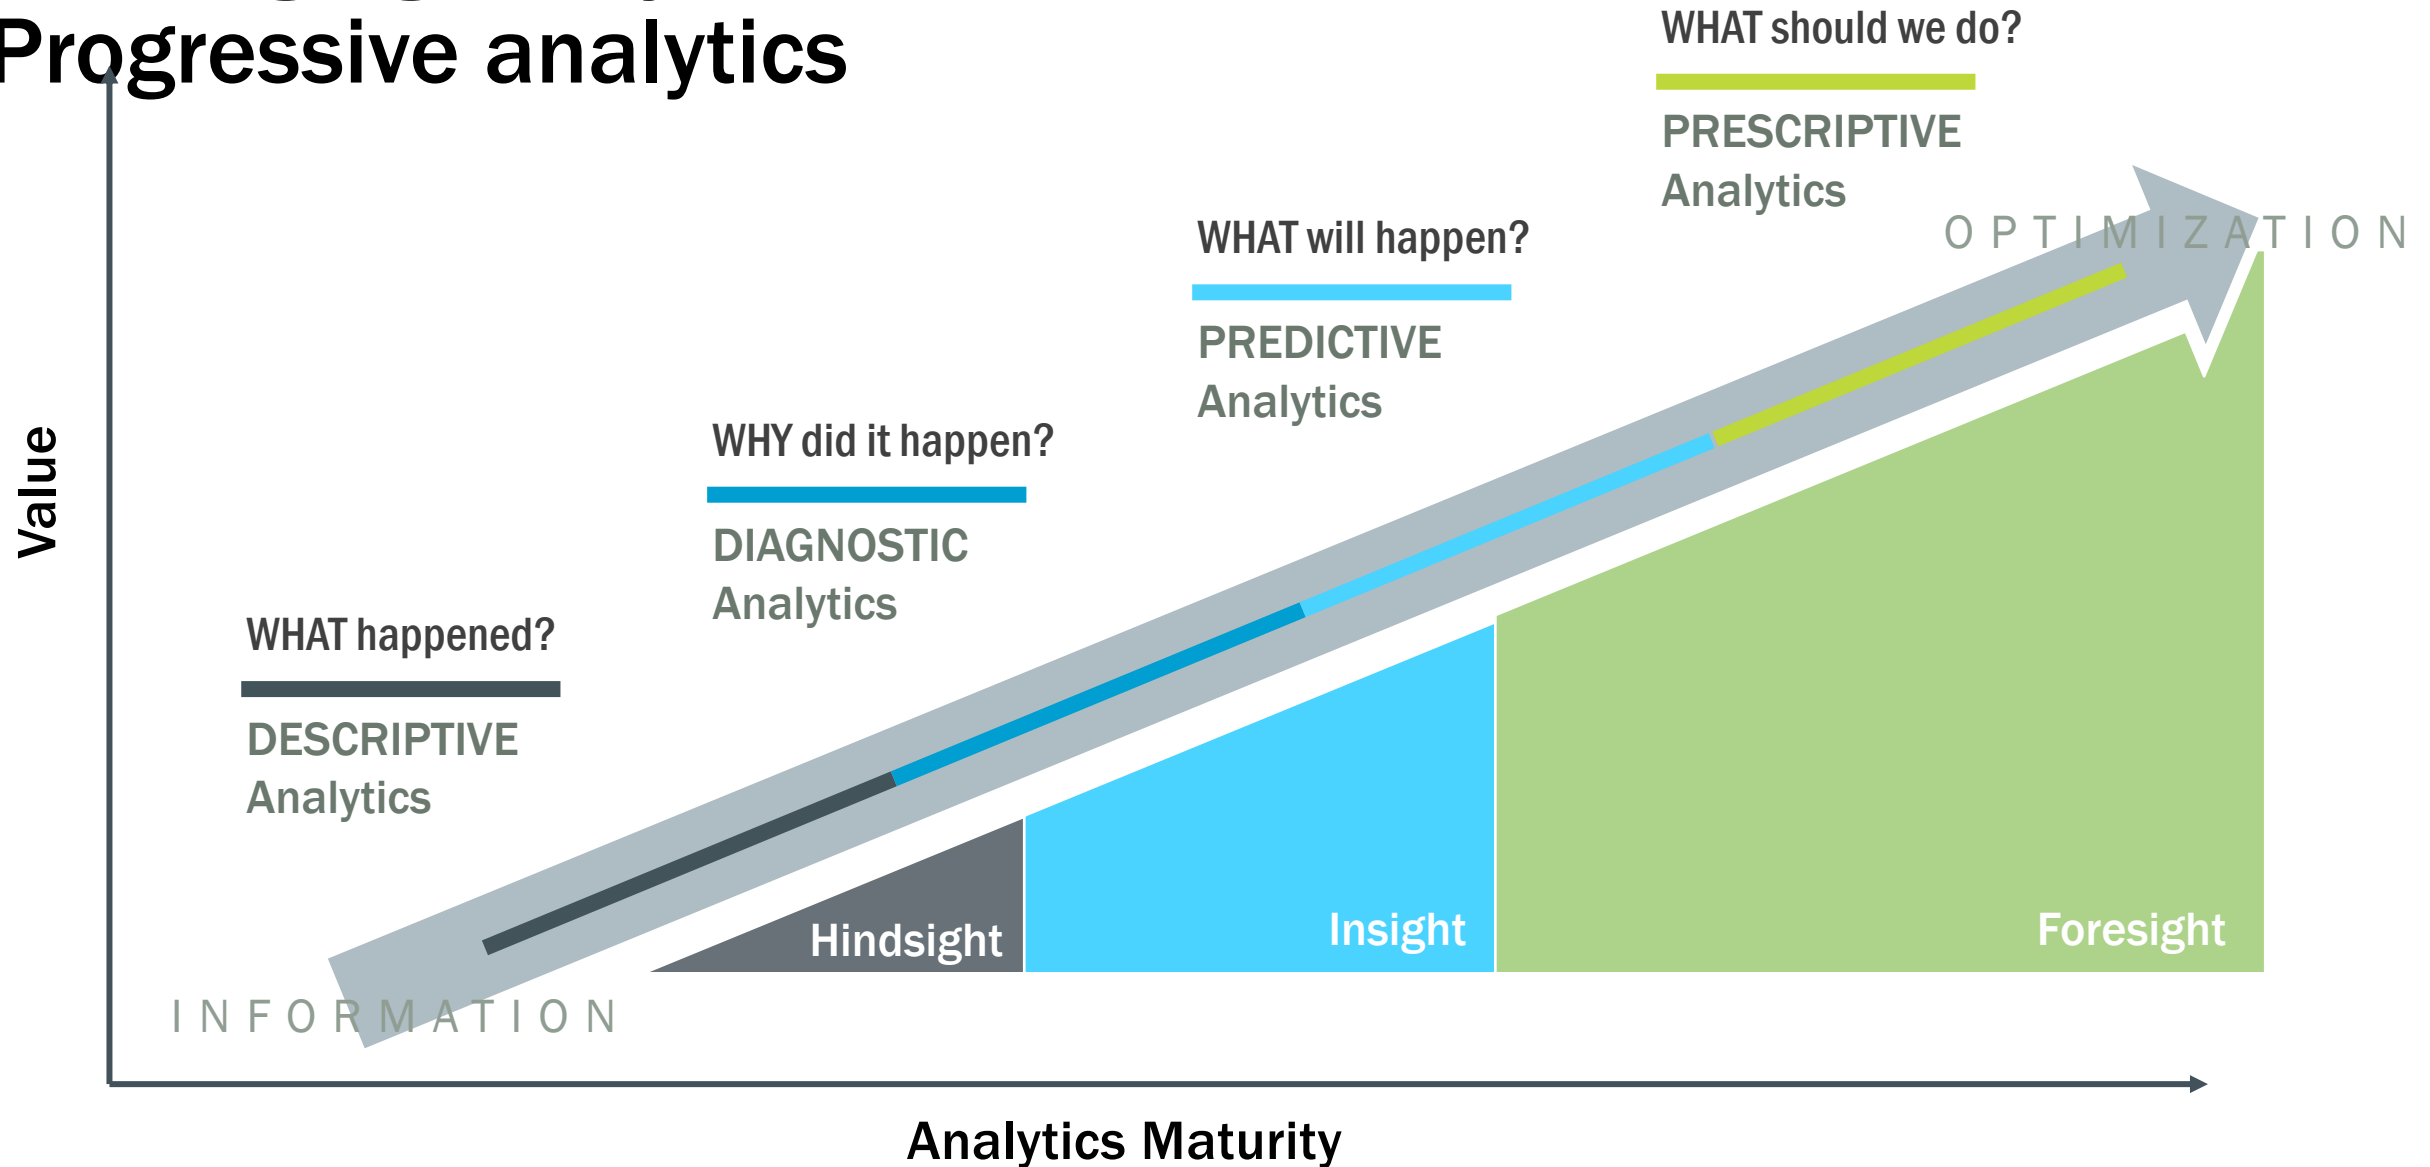 Progressive analytics
WHAT should we do?
PRESCRIPTIVE
Analytics
OPTIMIZATION
WHAT will happen?
PREDICTIVE
Analytics
WHY did it happen?
DIAGNOSTIC
Analytics
WHAT happened?
DESCRIPTIVE
Analytics
Value
Hindsight
Insight
Foresight
INFORMATION
Analytics Maturity